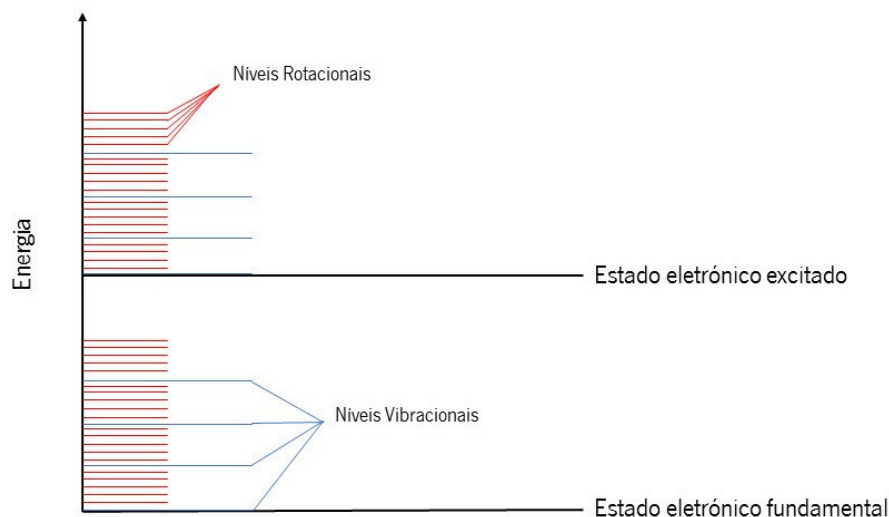 Níveis Rotacionais
Energia
Estado eletrónico excitado
Níveis Vibracionais
Estado eletrónico fundamental